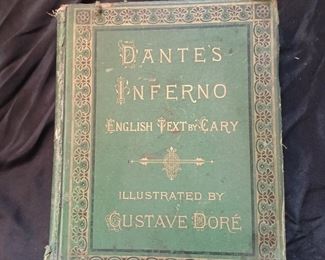 DANTE'S
INFERNO
ENGLISH TEXT BY CARY
ILLUSTRATED BY
GUSTAVE DORÉ